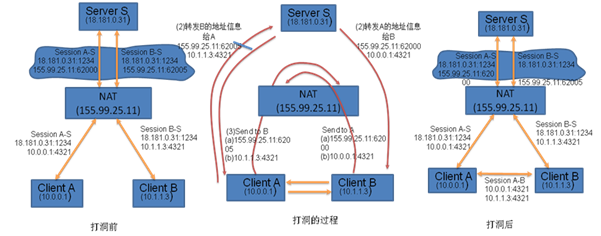 Server S
(18.181.0.31)
Session A-S
18.181.0.31:1234
155.99.25.11:62000
Session B-S
18.181.0.31:1234
155.99.25.11:62005
NAT
(155.99.25.11)
Session A-S
18.181.0.31:1234
10.0.0.1:4321
Session B-S
18.181.0.31:1234
10.1.1.3:4321
Client A
(10.0.0.1)
Client B
(10.1.1.3)
打洞前
(2)转发B的地址信息
给A
155.99.25.11:62005
10.1.1.3:4321
Server S
(18.181.0.31)
(2)转发A的地址信息
给B
155.99.25.11:62000
10.0.0.1:4321
NAT
(155.99.25.11)
(3)Send to B
(a)155.99.25.11:620
05
(b)10.1.1.3:4321
Send to A
(a)155.99.25.11:620
00
(b)10.0.0.1:4321
Client A
(10.0.0.1)
Client B
(10.1.1.3)
打洞的过程
Server S
(18.181.0.31)
Session A-S
18.181.0.31:1234
155.99.25.11:620
00
Session B-S
18.181.0.31:1234
155.99.25.11:62005
NAT
(155.99.25.11)
Session A-S
18.181.0.31:1234
10.0.0.1:4321
Session B-S
18.181.0.31:1234
10.1.1.3:4321
Client A
(10.0.0.1)
Session A-B
10.0.0.1:4321
10.1.1.3:4321
Client B
(10.1.1.3)
打洞后